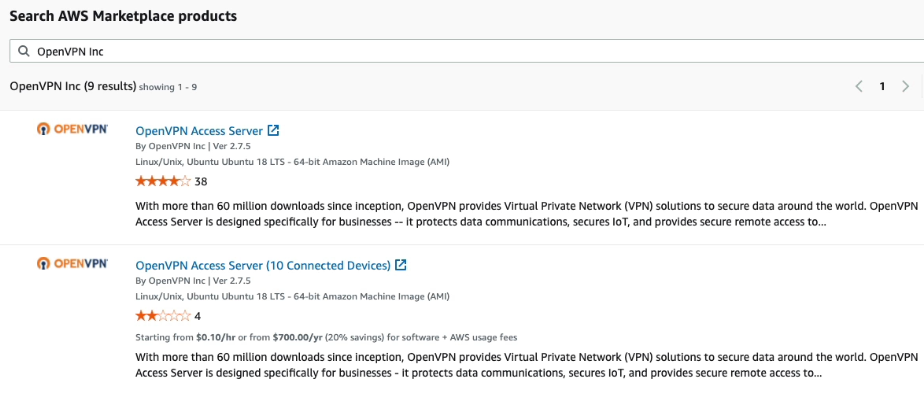 Search AWS Marketplace products
OpenVPN Inc
OpenVPN Inc (9 results) showing 1 - 9
1
OPENVPN
OpenVPN Access Server
By OpenVPN Inc | Ver 2.7.5
Linux/Unix, Ubuntu Ubuntu 18 LTS - 64-bit Amazon Machine Image (AMI)
38
With more than 60 million downloads since inception, OpenVPN provides Virtual Private Network (VPN) solutions to secure data around the world. OpenVPN
Access Server is designed specifically for businesses -- it protects data communications, secures IoT, and provides secure remote access to...
OPENVPN
OpenVPN Access Server (10 Connected Devices)
By OpenVPN Inc | Ver 2.7.5
Linux/Unix, Ubuntu Ubuntu 18 LTS - 64-bit Amazon Machine Image (AMI)
4
Starting from $0.10/hr or from $700.00/yr (20% savings) for software + AWS usage fees
With more than 60 million downloads since inception, OpenVPN provides Virtual Private Network (VPN) solutions to secure data around the world. OpenVPN
Access Server is designed specifically for businesses - it protects data communications, secures IoT, and provides secure remote access to...